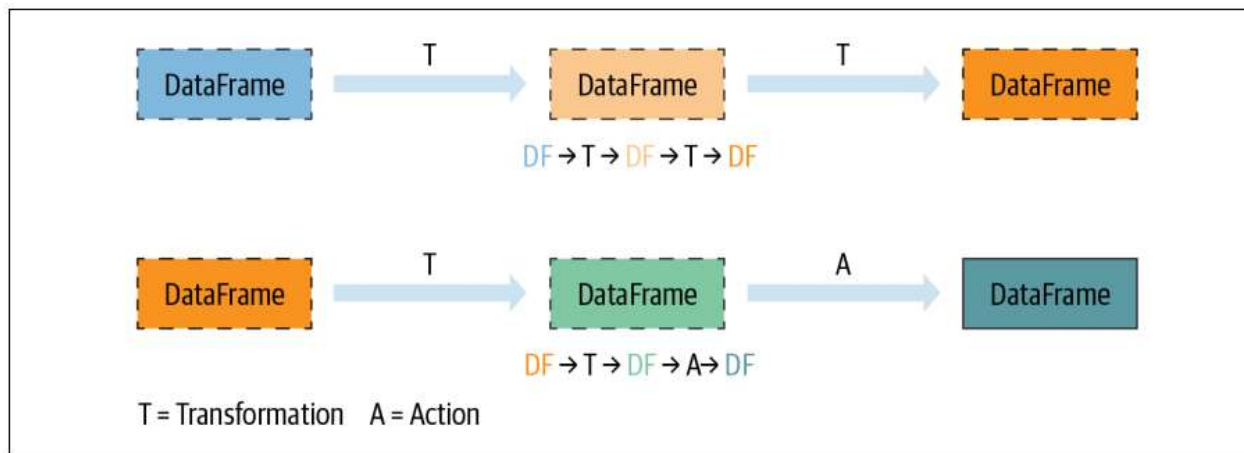 T T
DataFrame DataFrame DataFrame
DF → T → DF → T → DF
T A
DataFrame DataFrame DataFrame
DF → T → DF → A→ DF
T = Transformation A = Action